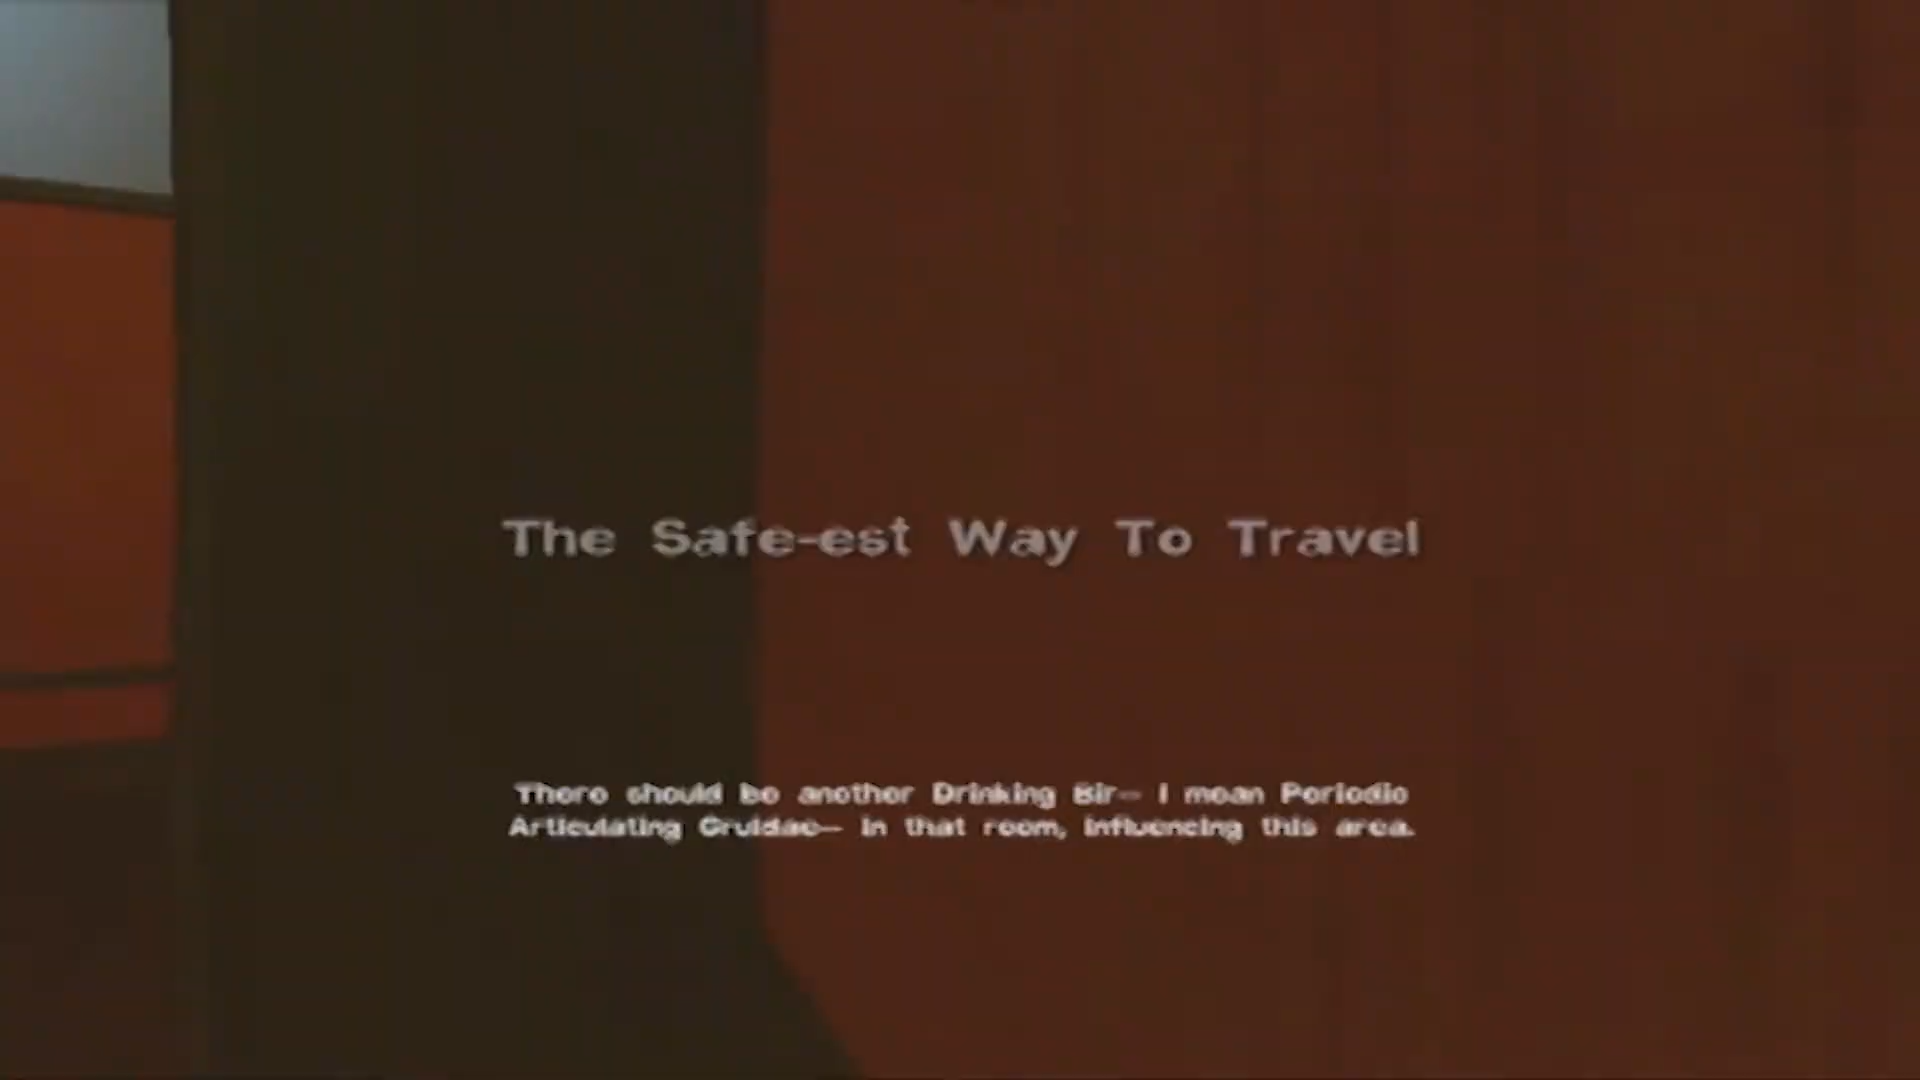 The Safe-est Way To Travel
There should be another Drinking Bir— I mean Periodic
Articulating Gruidae— in that room, influencing this area.